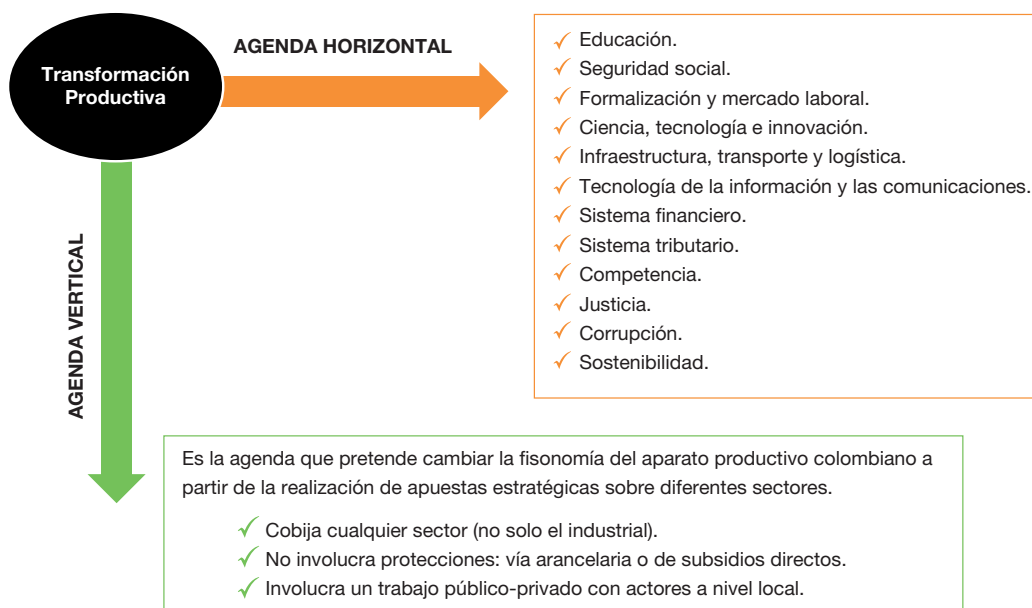 Transformación
Productiva
AGENDA HORIZONTAL
Educación.
Seguridad social.
Formalización y mercado laboral.
Ciencia, tecnología e innovación.
Infraestructura, transporte y logística.
Tecnología de la información y las comunicaciones.
Sistema financiero.
Sistema tributario.
Competencia.
Justicia.
Corrupción.
Sostenibilidad.
AGENDA VERTICAL
Es la agenda que pretende cambiar la fisonomía del aparato productivo colombiano a
partir de la realización de apuestas estratégicas sobre diferentes sectores.
Cobija cualquier sector (no solo el industrial).
No involucra protecciones: vía arancelaria o de subsidios directos.
Involucra un trabajo público-privado con actores a nivel local.